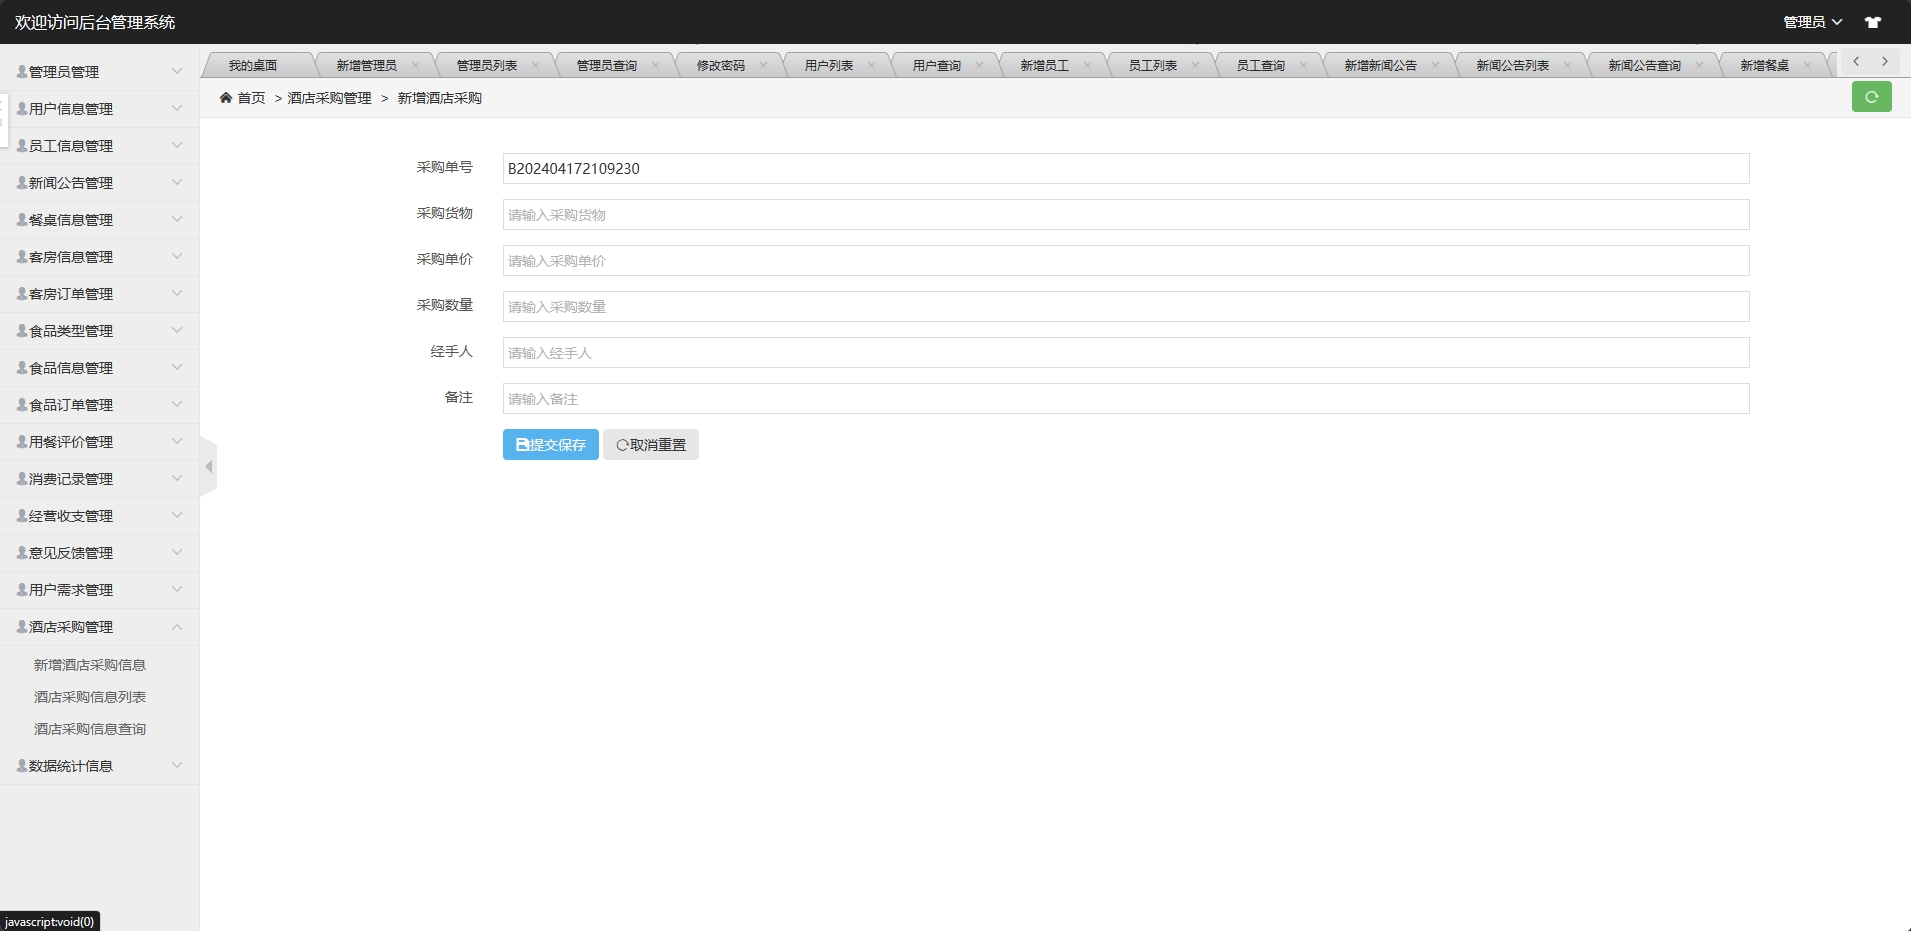 欢迎访问后台管理系统
管理员
我的桌面 新增管理员 管理员列表 管理员查询 修改密码 用户列表 用户查询 新增员工 员工列表 员工查询 新增新闻公告 新闻公告列表 新闻公告查询 新增餐桌
首页 > 酒店采购管理 > 新增酒店采购
管理员管理
用户信息管理
员工信息管理
新闻公告管理
餐桌信息管理
客房信息管理
客房订单管理
食品类型管理
食品信息管理
食品订单管理
用餐评价管理
消费记录管理
经营收支管理
意见反馈管理
用户需求管理
酒店采购管理
新增酒店采购信息
酒店采购信息列表
酒店采购信息查询
数据统计信息
采购单号 B202404172109230
采购货物 请输入采购货物
采购单价 请输入采购单价
采购数量 请输入采购数量
经手人 请输入经手人
备注 请输入备注
提交保存 取消重置
javascript:void(0)